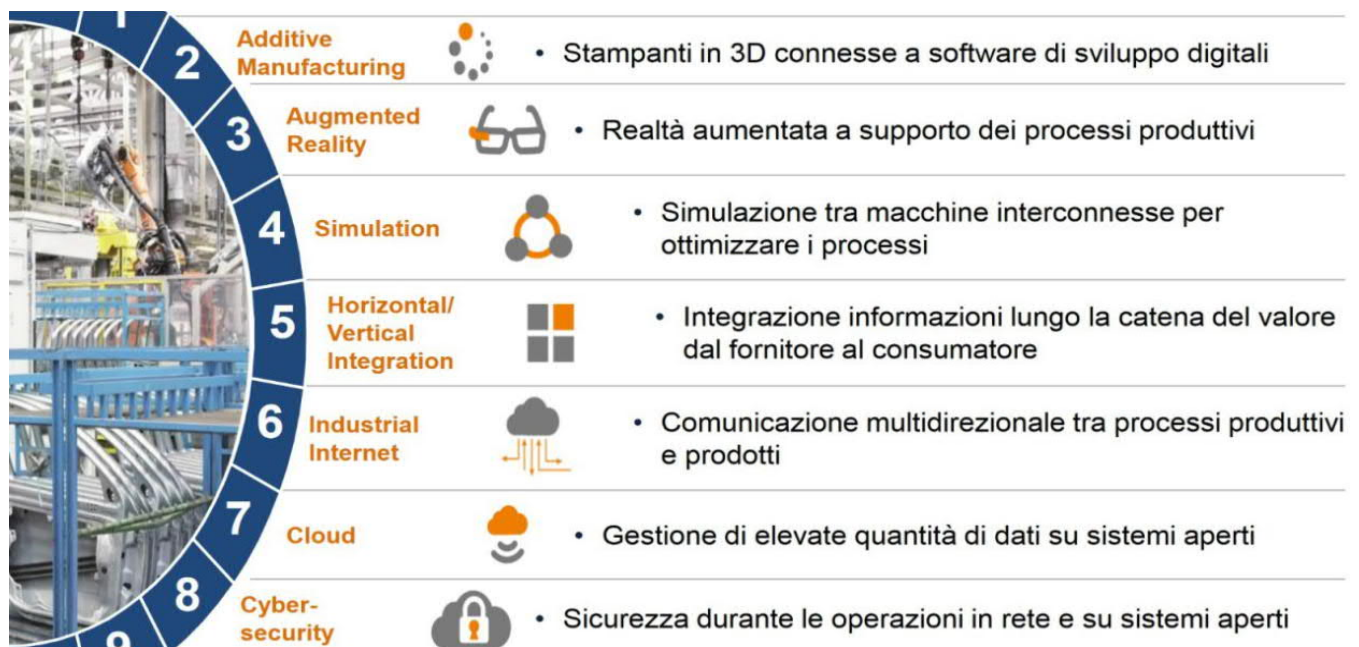 1
2
Additive
Manufacturing
• Stampanti in 3D connesse a software di sviluppo digitali
3
Augmented
Reality
• Realtà aumentata a supporto dei processi produttivi
4
Simulation
• Simulazione tra macchine interconnesse per
ottimizzare i processi
5
Horizontal/
Vertical
Integration
• Integrazione informazioni lungo la catena del valore
dal fornitore al consumatore
6
Industrial
Internet
• Comunicazione multidirezionale tra processi produttivi
e prodotti
7
Cloud
• Gestione di elevate quantità di dati su sistemi aperti
8
Cyber-
security
• Sicurezza durante le operazioni in rete e su sistemi aperti
9